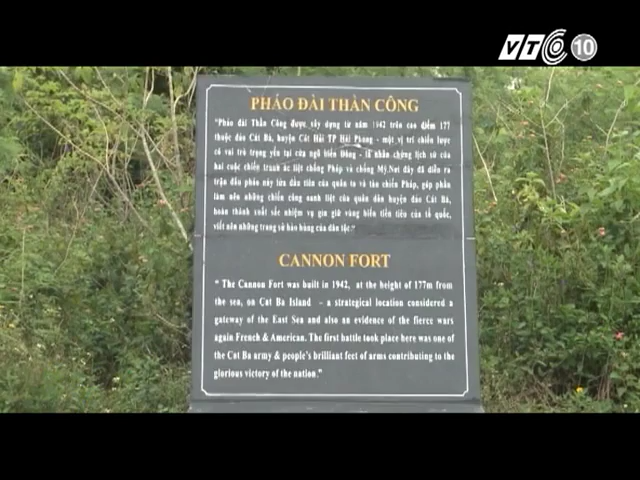 VTC 10
PHÁO ĐÀI THẦN CÔNG
"Pháo đài Thần Công được xây dựng từ năm 1942 trên cao điểm 177
thuộc đảo Cát Bà, huyện Cát Hải TP Hải Phòng - một vị trí chiến lược
có vai trò trọng yếu tại cửa ngõ biển Đông - là nhân chứng lịch sử của
hai cuộc chiến tranh ác liệt chống Pháp và chống Mỹ. Nơi đây đã diễn ra
trận đấu pháo này lửa đầu tiên của quân ta và tàu chiến Pháp, góp phần
làm nên những chiến công oanh liệt của quân dân huyện đảo Cát Bà,
hoàn thành xuất sắc nhiệm vụ gìn giữ vùng biển tiền tiêu của tổ quốc,
viết nên những trang sử hào hùng của dân tộc."
CANNON FORT
" The Cannon Fort was built in 1942, at the height of 177m from
the sea, on Cat Ba Island - a strategical location considered a
gateway of the East Sea and also an evidence of the fierce wars
again French & American. The first battle took place here was one of
the Cat Ba army & people's brilliant feet of arms contributing to the
glorious victory of the nation."